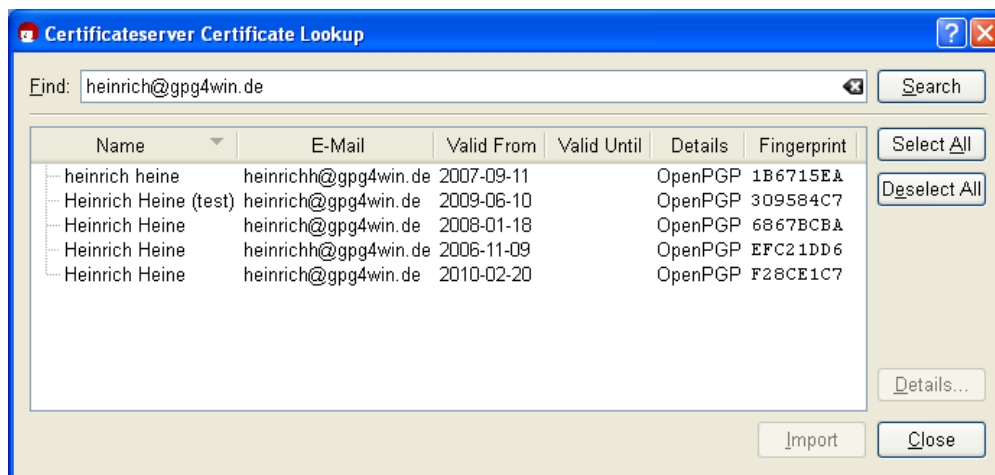 Certificateserver Certificate Lookup
Find: heinrich@gpg4win.de Search
Name E-Mail Valid From Valid Until Details Fingerprint Select All
heinrich heine heinrichh@gpg4win.de 2007-09-11 OpenPGP 1B6715EA
Heinrich Heine (test) heinrich@gpg4win.de 2009-06-10 OpenPGP 309584C7 Deselect All
Heinrich Heine heinrich@gpg4win.de 2008-01-18 OpenPGP 6867BCBA
Heinrich Heine heinrichh@gpg4win.de 2006-11-09 OpenPGP EFC21DD6
Heinrich Heine heinrich@gpg4win.de 2010-02-20 OpenPGP F28CE1C7
Details...
Import Close